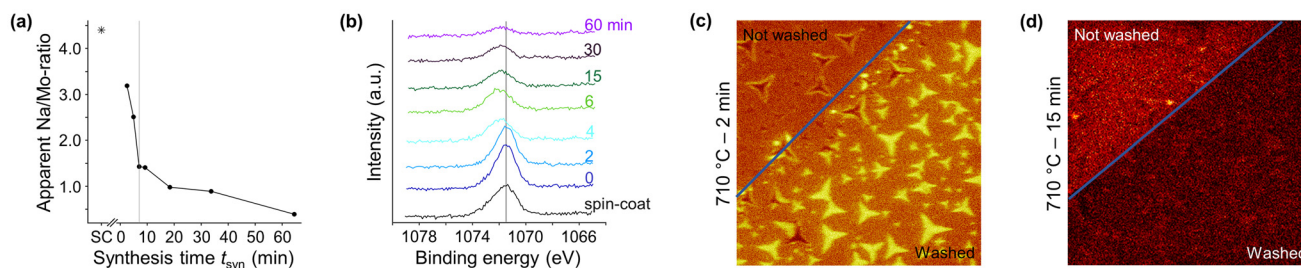 (a)
Apparent Na/Mo-ratio
4.0
3.0
2.0
1.0
*
SC 0 10 20 30 40 50 60
Synthesis time tsyn (min)
(b)
Intensity (a.u.)
60 min
30
15
6
4
2
0
spin-coat
1078 1074 1070 1066
Binding energy (eV)
(c)
710 °C – 2 min
Not washed
Washed
(d)
710 °C – 15 min
Not washed
Washed